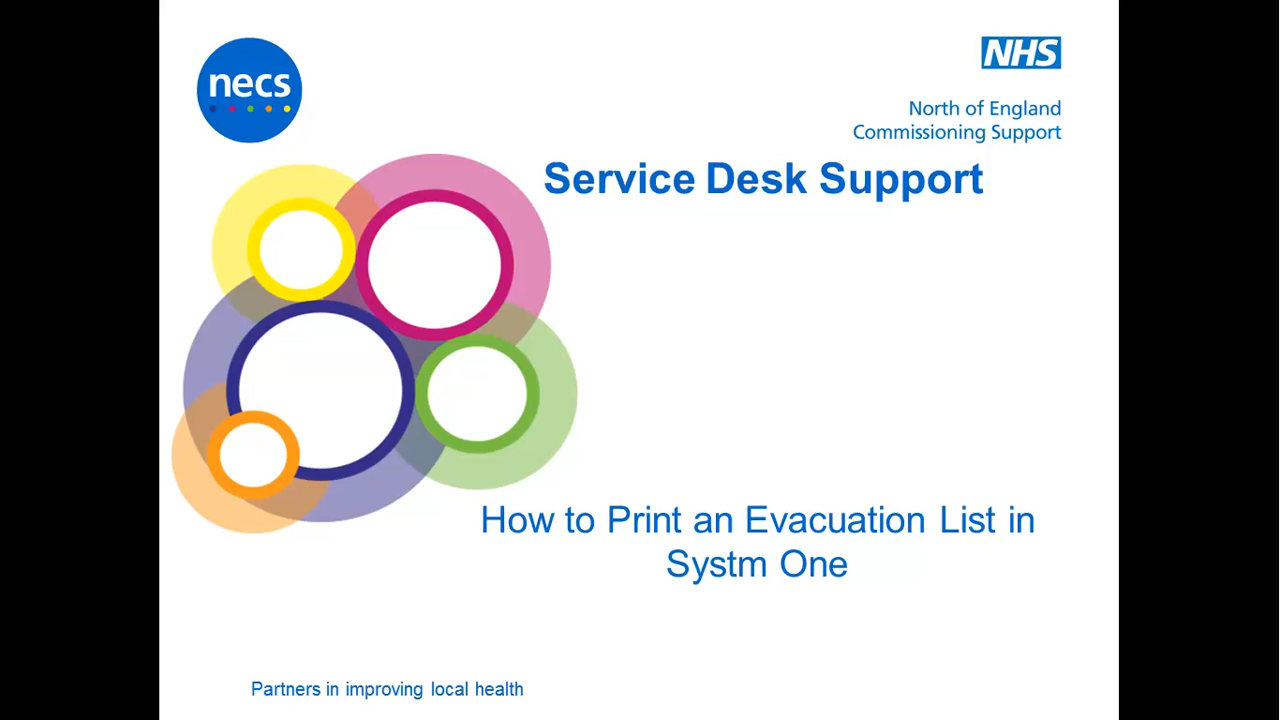 necs
NHS
North of England
Commissioning Support
Service Desk Support
How to Print an Evacuation List in
Systm One
Partners in improving local health